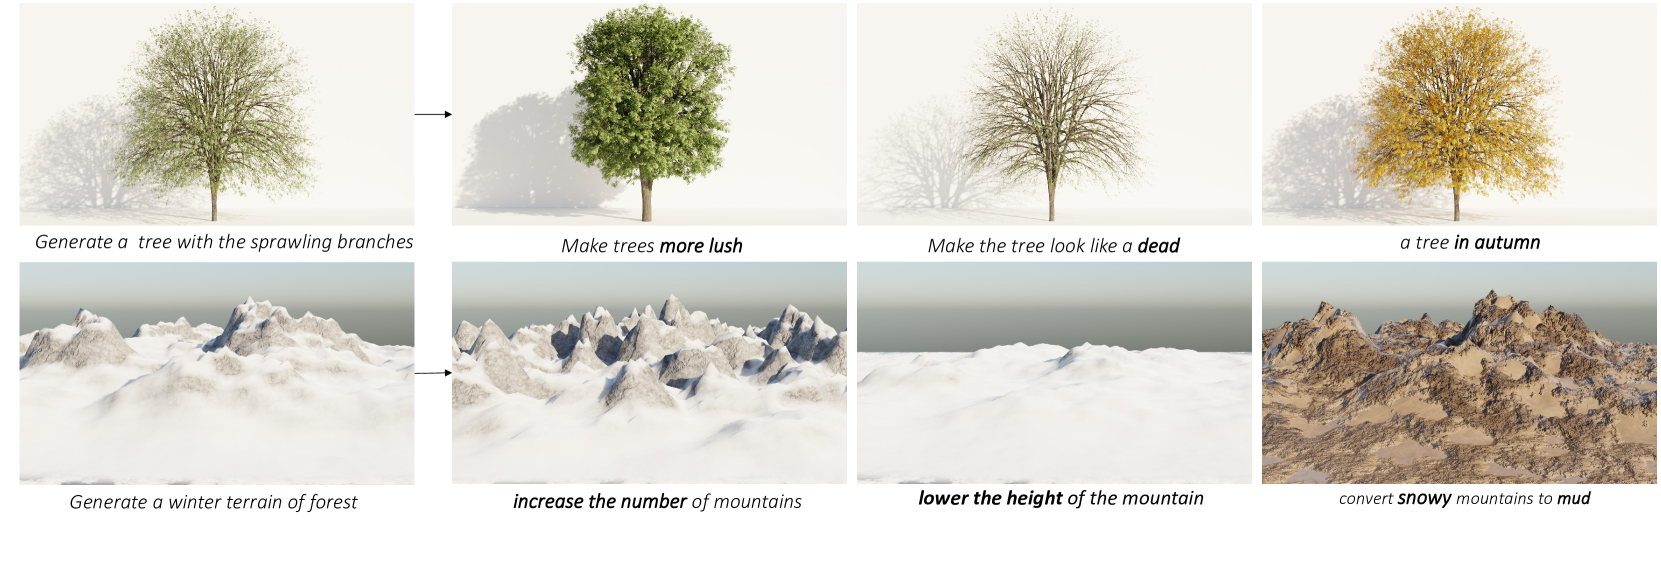 Generate a  tree with the sprawling branches
Make trees more lush
Make the tree look like a dead
a tree in autumn
Generate a winter terrain of forest
increase the number of mountains
lower the height of the mountain
convert snowy mountains to mud